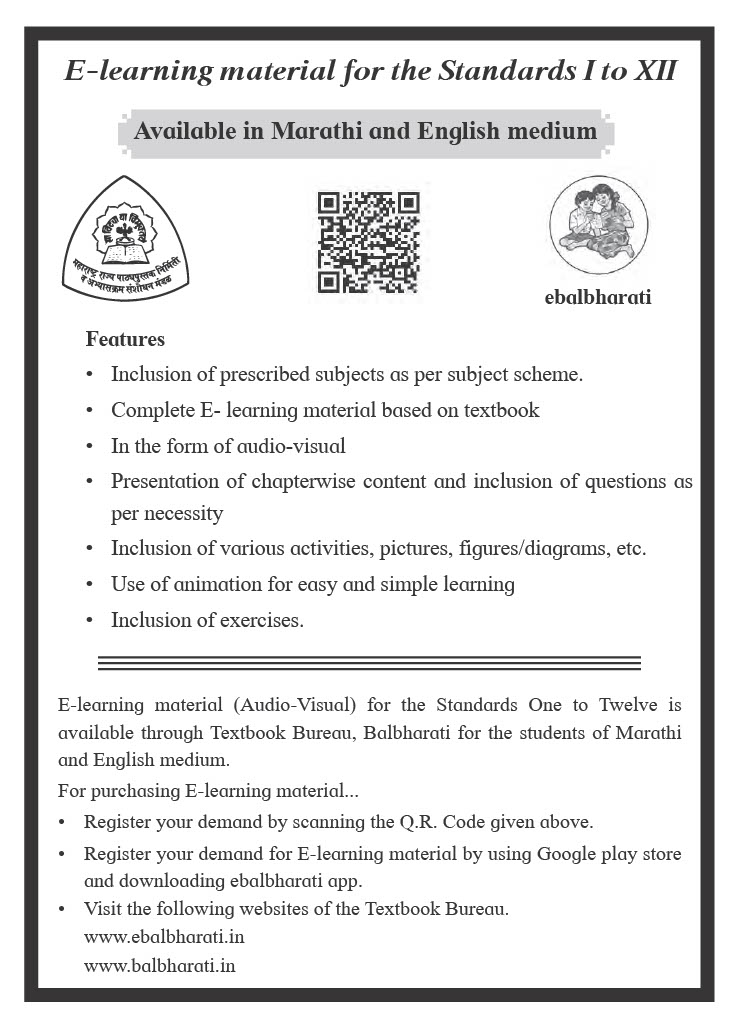 E-learning material for the Standards I to XII
Available in Marathi and English medium
या विद्या या विमुक्तये
महाराष्ट्र राज्य पाठ्यपुस्तक निर्मिती
व अभ्यासक्रम संशोधन मंडळ
ebalbharati
Features
• Inclusion of prescribed subjects as per subject scheme.
• Complete E- learning material based on textbook
• In the form of audio-visual
• Presentation of chapterwise content and inclusion of questions as
per necessity
• Inclusion of various activities, pictures, figures/diagrams, etc.
• Use of animation for easy and simple learning
• Inclusion of exercises.
E-learning material (Audio-Visual) for the Standards One to Twelve is
available through Textbook Bureau, Balbharati for the students of Marathi
and English medium.
For purchasing E-learning material...
• Register your demand by scanning the Q.R. Code given above.
• Register your demand for E-learning material by using Google play store
and downloading ebalbharati app.
• Visit the following websites of the Textbook Bureau.
www.ebalbharati.in
www.balbharati.in